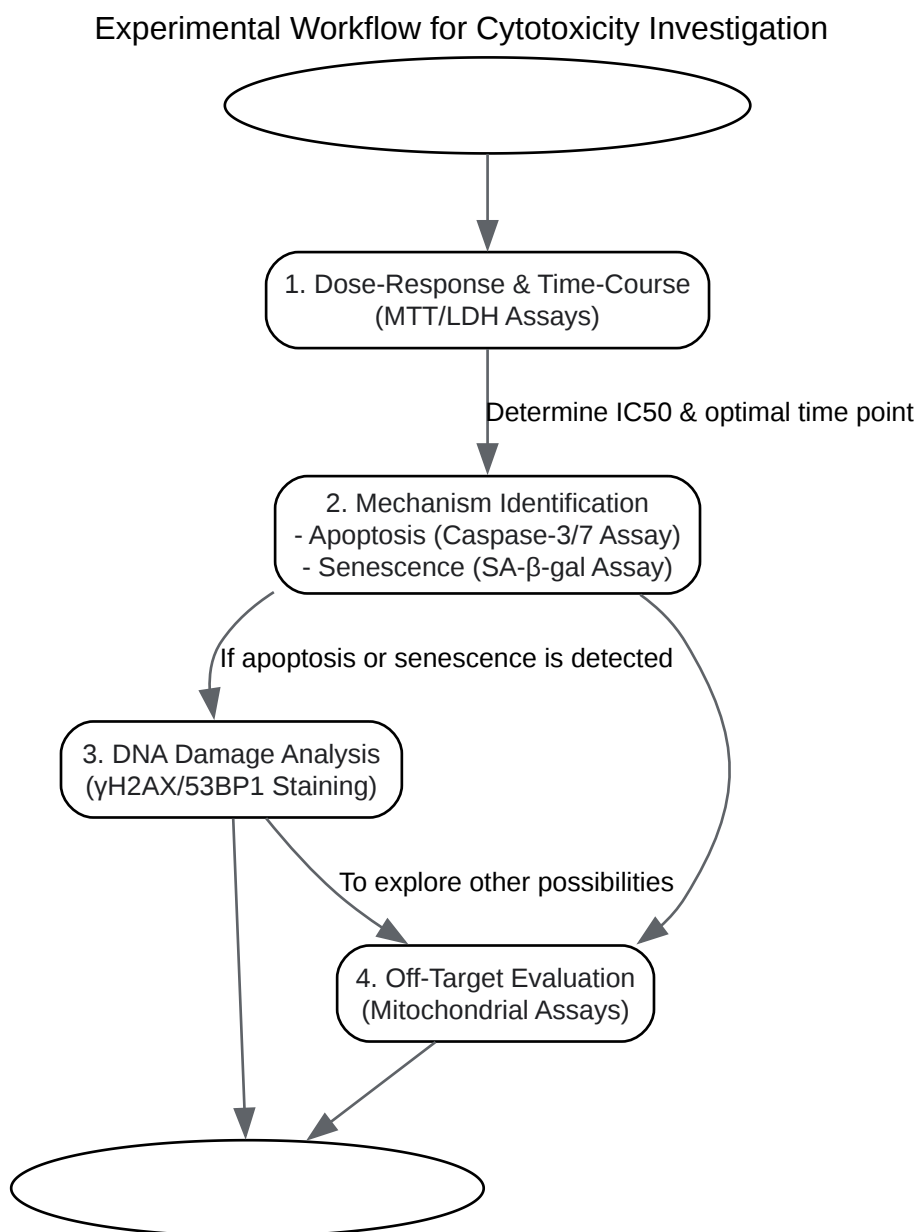 Experimental Workflow for Cytotoxicity Investigation
1. Dose-Response & Time-Course
(MTT/LDH Assays)
Determine IC50 & optimal time point
2. Mechanism Identification
- Apoptosis (Caspase-3/7 Assay)
- Senescence (SA-β-gal Assay)
If apoptosis or senescence is detected
3. DNA Damage Analysis
(γH2AX/53BP1 Staining)
To explore other possibilities
4. Off-Target Evaluation
(Mitochondrial Assays)